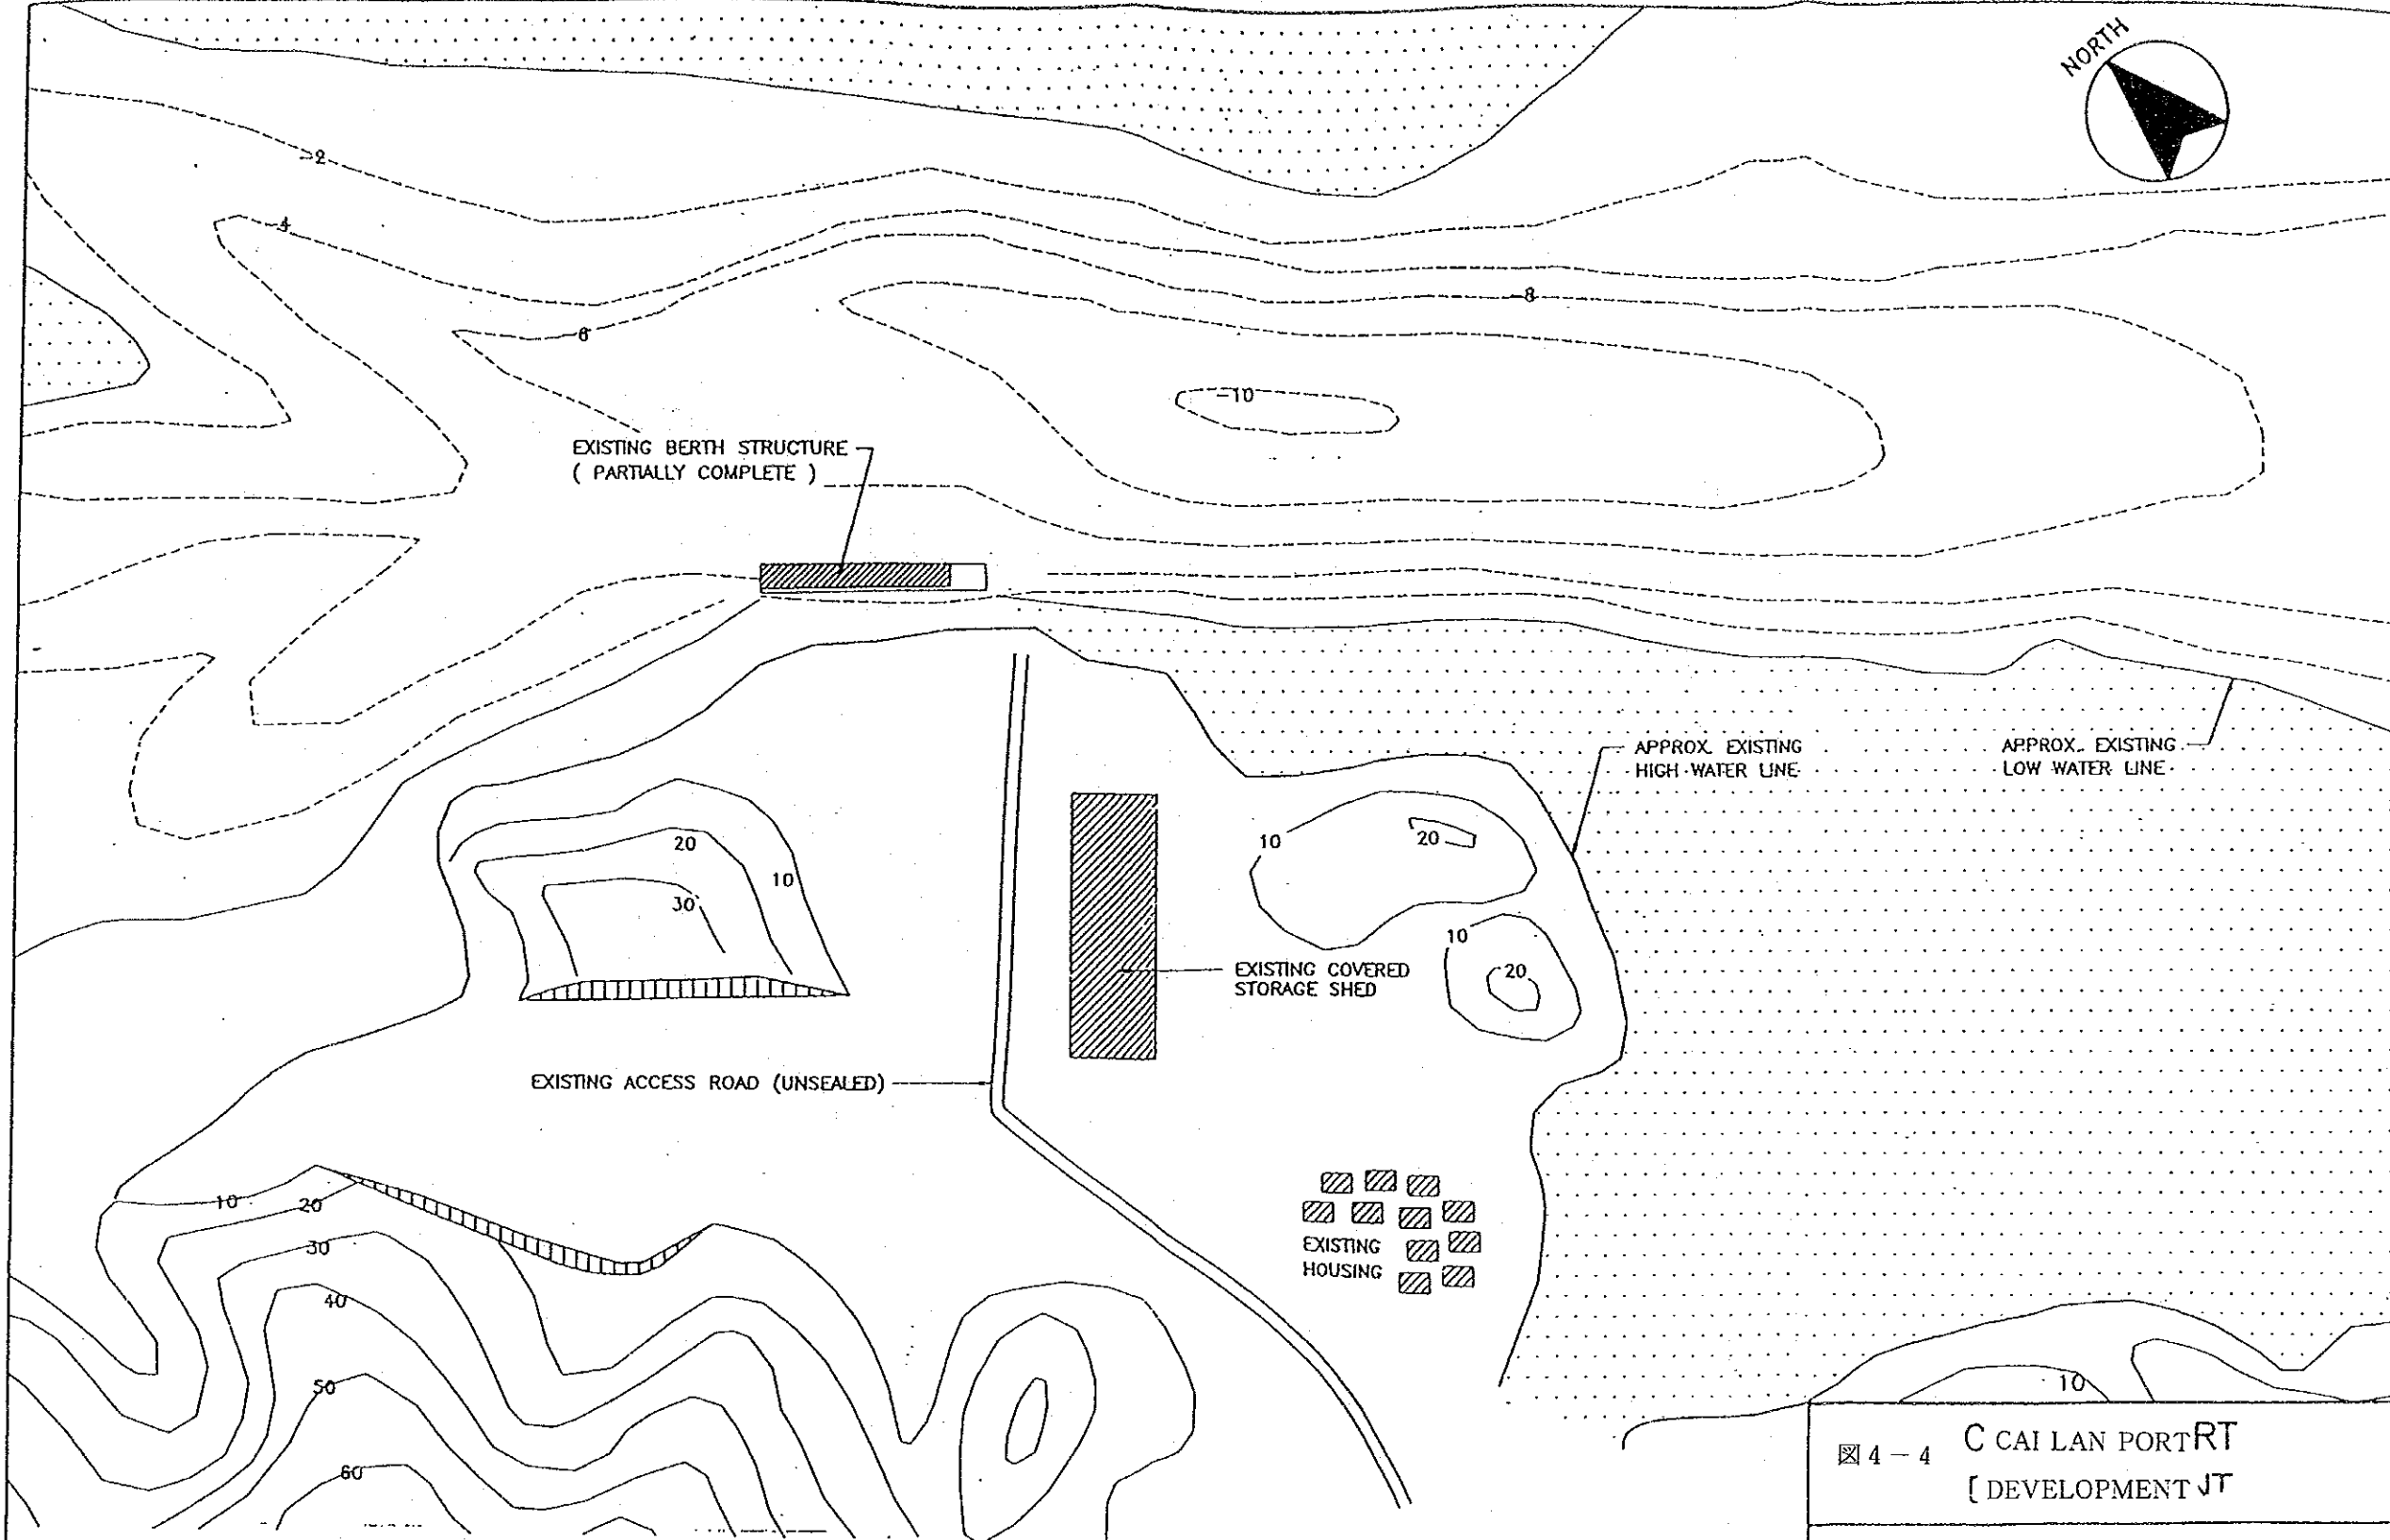 NORTH
-2
-4
-6
-8
-10
EXISTING BERTH STRUCTURE
( PARTIALLY COMPLETE )
APPROX. EXISTING
HIGH WATER LINE
APPROX. EXISTING
LOW WATER LINE
20
10
30
10
20
10
20
EXISTING COVERED
STORAGE SHED
EXISTING ACCESS ROAD (UNSEALED)
10
20
30
40
50
60
EXISTING
HOUSING
10
図4-4
C CAI LAN PORTRT
[ DEVELOPMENT JT